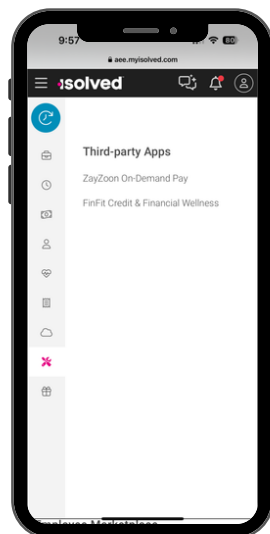 9:57
80
aee.myisolved.com
isolved
Third-party Apps
ZayZoon On-Demand Pay
FinFit Credit & Financial Wellness
Employee Marketplace